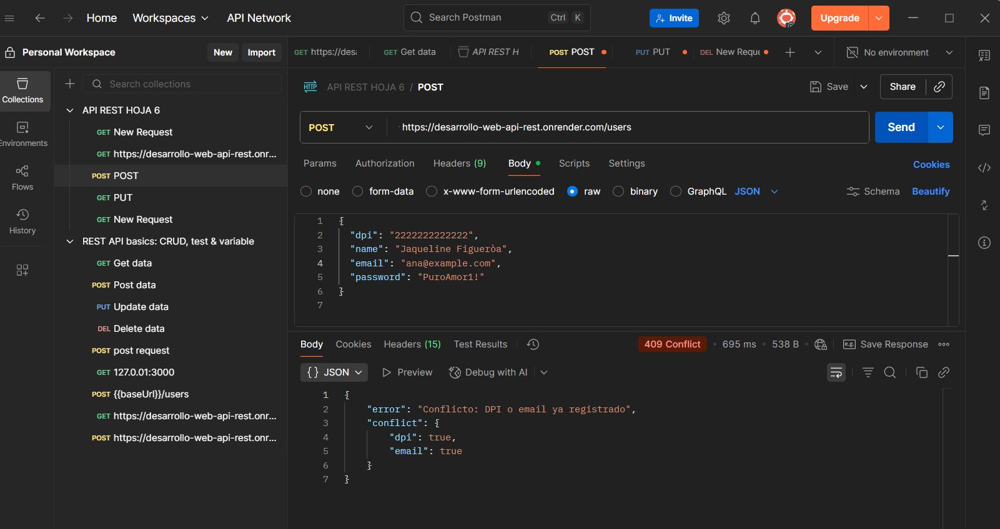 Home Workspaces API Network Search Postman Ctrl K Invite Upgrade
Personal Workspace New Import
GET https://des GET Get data API REST H POST POST PUT PUT DEL New Reque No environment
Collections
Environments
Flows
History
Search collections
API REST HOJA 6
GET New Request
GET https://desarrollo-web-api-rest.onr...
POST POST
GET PUT
GET New Request
REST API basics: CRUD, test & variable
GET Get data
POST Post data
PUT Update data
DEL Delete data
POST post request
GET 127.0.01:3000
POST {{baseUrl}}/users
GET https://desarrollo-web-api-rest.onr...
POST https://desarrollo-web-api-rest.onr...
HTTP API REST HOJA 6 / POST Save Share
POST https://desarrollo-web-api-rest.onrender.com/users Send
Params Authorization Headers (9) Body Scripts Settings Cookies
none form-data x-www-form-urlencoded raw binary GraphQL JSON Schema Beautify
1 {
2 "dpi": "2222222222222",
3 "name": "Jaqueline Figueròa",
4 "email": "ana@example.com",
5 "password": "PuroAmor1!"
6 }
7
Body Cookies Headers (15) Test Results 409 Conflict • 695 ms • 538 B • e.g. Save Response
{} JSON Preview Debug with AI
1 {
2 "error": "Conflicto: DPI o email ya registrado",
3 "conflict": {
4 "dpi": true,
5 "email": true
6 }
7 }